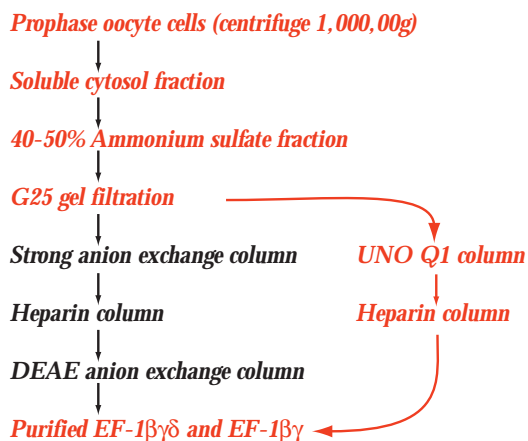 Prophase oocyte cells (centrifuge 1,000,00g)
Soluble cytosol fraction
40-50% Ammonium sulfate fraction
G25 gel filtration
Strong anion exchange column
UNO Q1 column
Heparin column
Heparin column
DEAE anion exchange column
Purified EF-1βγδ and EF-1βγ